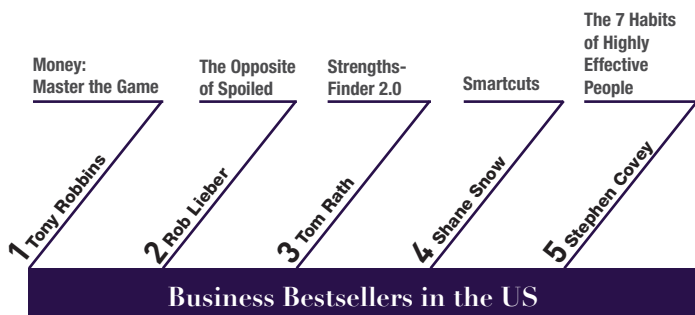 Money:
Master the Game
1 Tony Robbins
The Opposite
of Spoiled
2 Rob Lieber
Strengths-
Finder 2.0
3 Tom Rath
Smartcuts
4 Shane Snow
The 7 Habits
of Highly
Effective
People
5 Stephen Covey
Business Bestsellers in the US